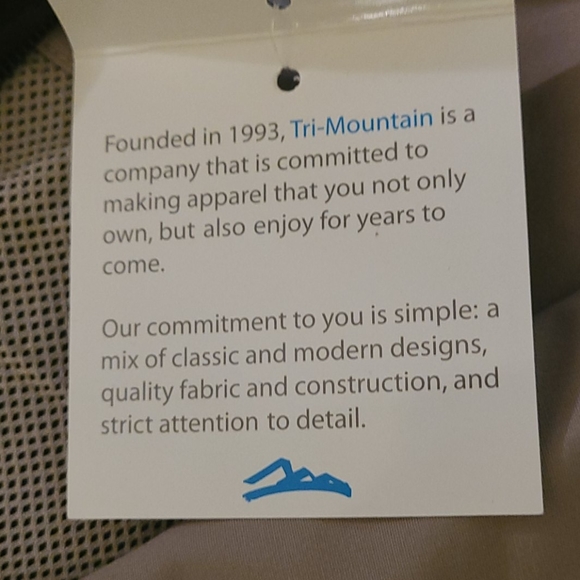 Founded in 1993, Tri-Mountain is a
company that is committed to
making apparel that you not only
own, but also enjoy for years to
come.
Our commitment to you is simple: a
mix of classic and modern designs,
quality fabric and construction, and
strict attention to detail.